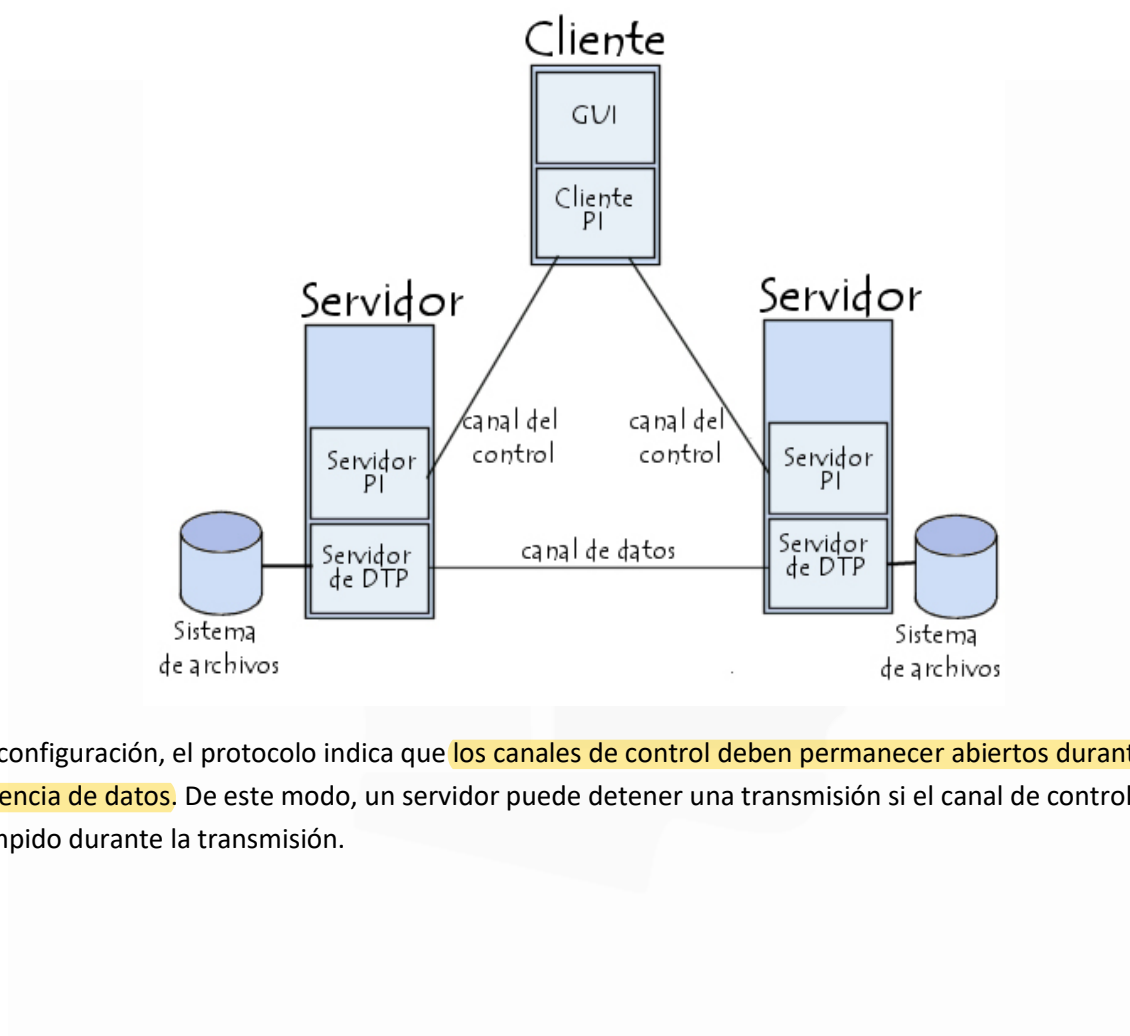 Cliente
GUI
Cliente
PI
Servidor
Servidor
canal del
control
canal del
control
Servidor
PI
Servidor
PI
Servidor
de DTP
canal de datos
Servidor
de DTP
Sistema
de archivos
Sistema
de archivos
configuración, el protocolo indica que los canales de control deben permanecer abiertos durant
encia de datos. De este modo, un servidor puede detener una transmisión si el canal de control
mpido durante la transmisión.